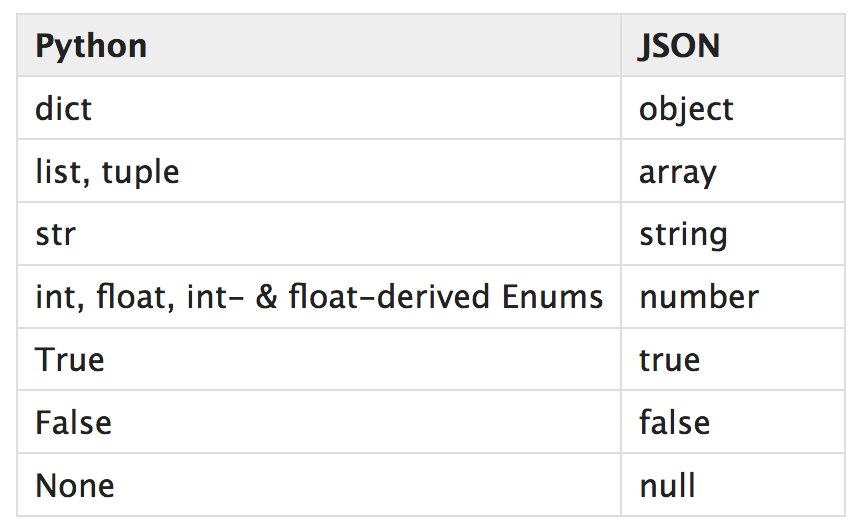 Python JSON
dict object
list, tuple array
str string
int, float, int- & float-derived Enums number
True true
False false
None null